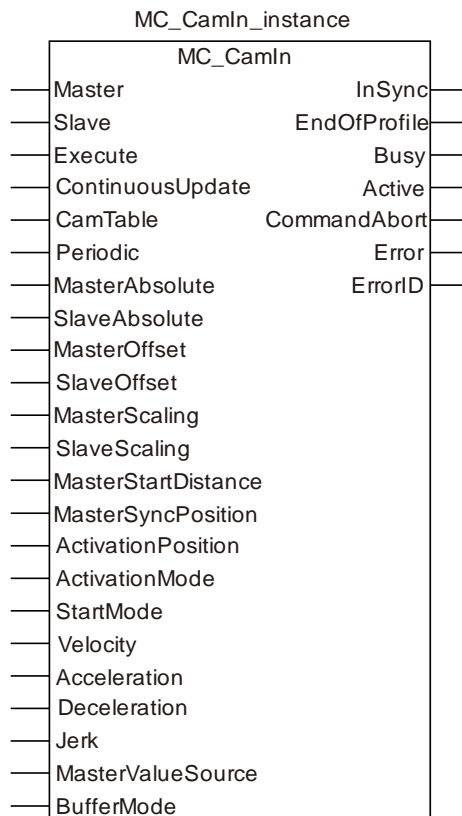 MC_CamIn_instance
MC_CamIn
Master InSync
Slave EndOfProfile
Execute Busy
ContinuousUpdate Active
CamTable CommandAbort
Periodic Error
MasterAbsolute ErrorID
SlaveAbsolute
MasterOffset
SlaveOffset
MasterScaling
SlaveScaling
MasterStartDistance
MasterSyncPosition
ActivationPosition
ActivationMode
StartMode
Velocity
Acceleration
Deceleration
Jerk
MasterValueSource
BufferMode